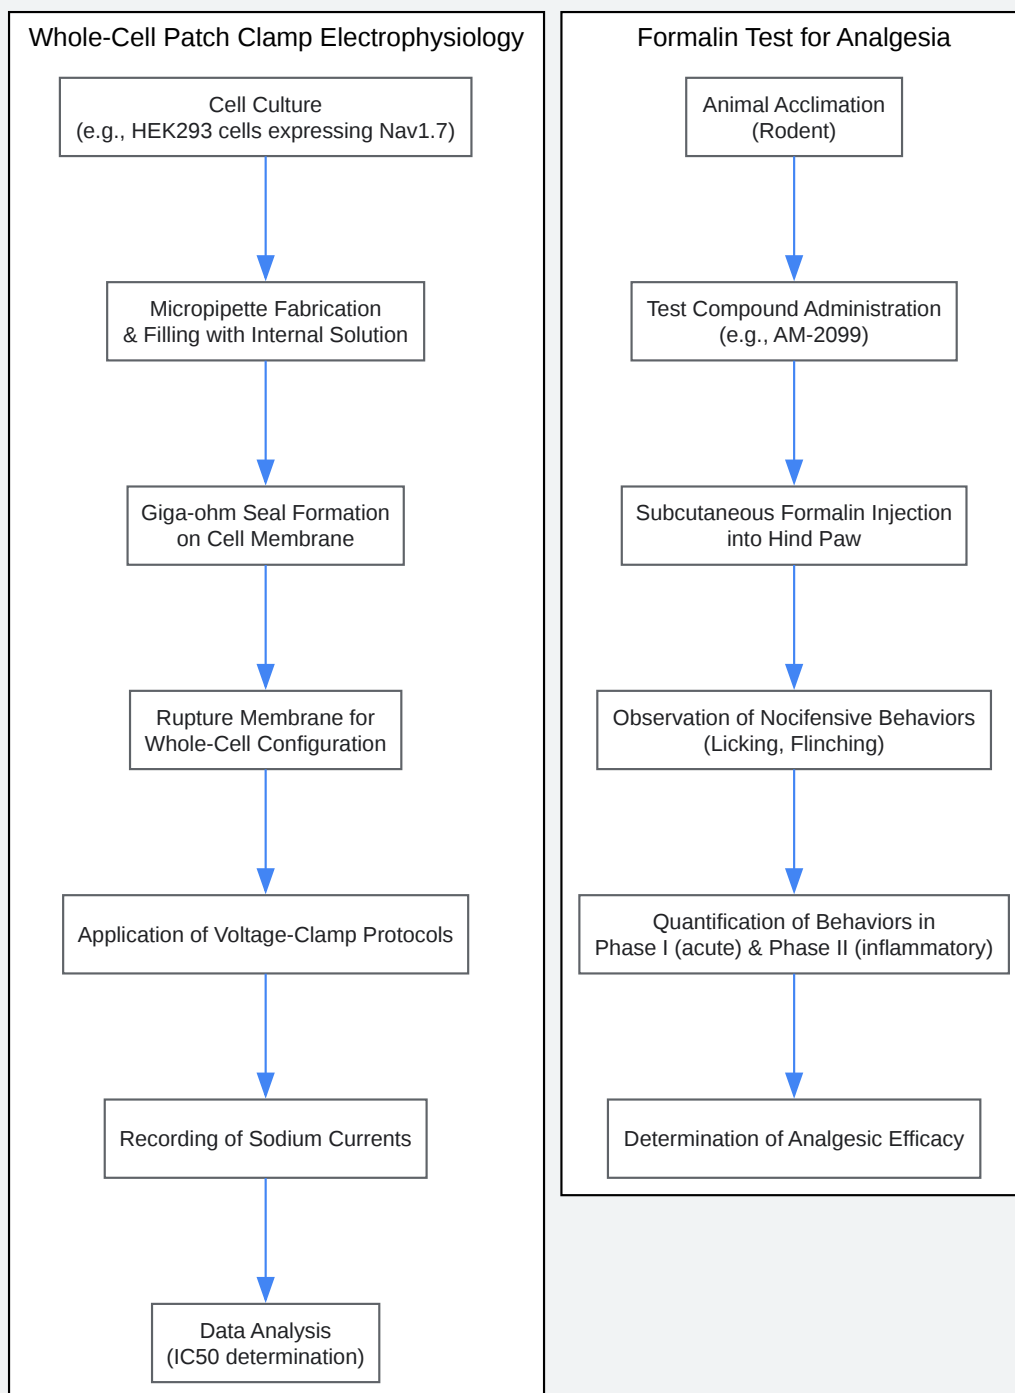 Whole-Cell Patch Clamp Electrophysiology
Cell Culture
(e.g., HEK293 cells expressing Nav1.7)
Micropipette Fabrication
& Filling with Internal Solution
Giga-ohm Seal Formation
on Cell Membrane
Rupture Membrane for
Whole-Cell Configuration
Application of Voltage-Clamp Protocols
Recording of Sodium Currents
Data Analysis
(IC50 determination)
Formalin Test for Analgesia
Animal Acclimation
(Rodent)
Test Compound Administration
(e.g., AM-2099)
Subcutaneous Formalin Injection
into Hind Paw
Observation of Nocifensive Behaviors
(Licking, Flinching)
Quantification of Behaviors in
Phase I (acute) & Phase II (inflammatory)
Determination of Analgesic Efficacy